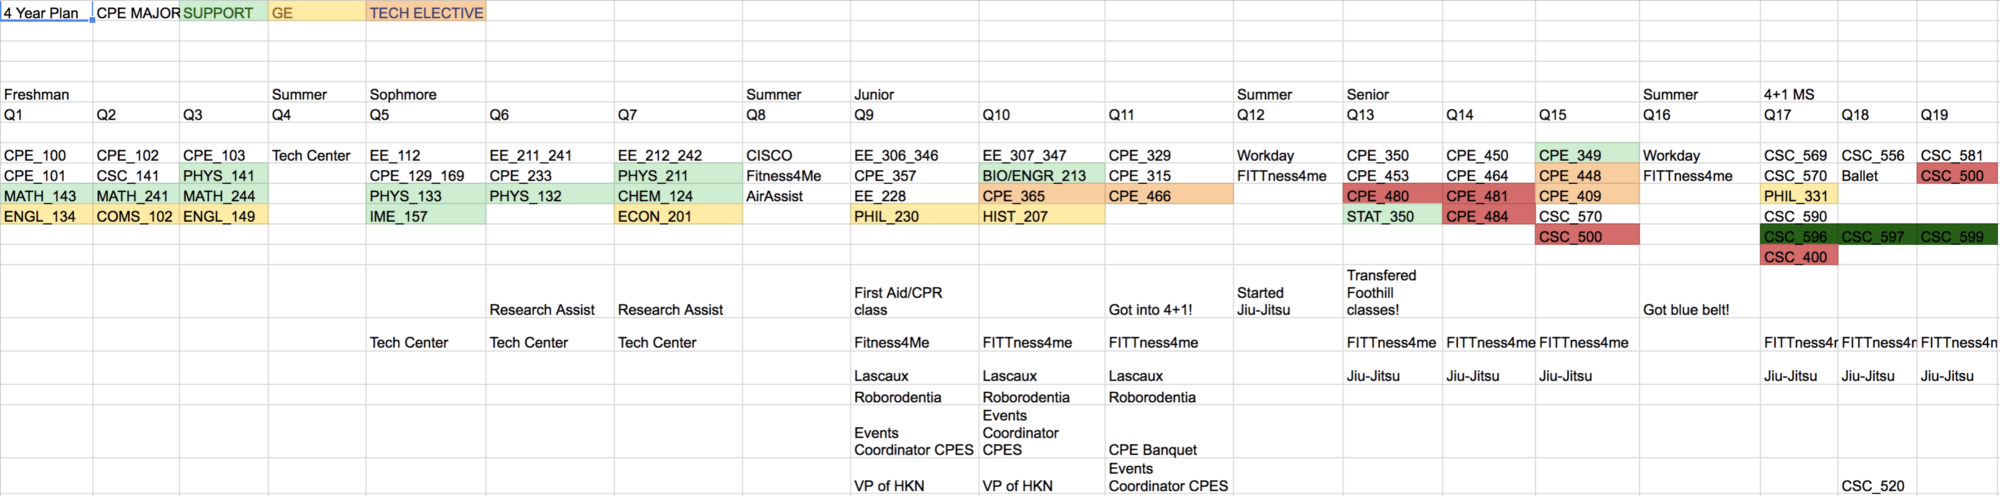 4 Year Plan CPE MAJOR SUPPORT GE TECH ELECTIVE
Freshman Summer Sophmore Summer Junior Summer Senior Summer 4+1 MS
Q1 Q2 Q3 Q4 Q5 Q6 Q7 Q8 Q9 Q10 Q11 Q12 Q13 Q14 Q15 Q16 Q17 Q18 Q19
CPE_100 CPE_102 CPE_103 Tech Center EE_112 EE_211_241 EE_212_242 CISCO EE_306_346 EE_307_347 CPE_329 Workday CPE_350 CPE_450 CPE_349 Workday CSC_569 CSC_556 CSC_581
CPE_101 CSC_141 PHYS_141 CPE_129_169 CPE_233 PHYS_211 Fitness4Me CPE_357 BIO/ENGR_213 CPE_315 FITTness4me CPE_453 CPE_464 CPE_448 FITTness4me CSC_570 Ballet CSC_500
MATH_143 MATH_241 MATH_244 PHYS_133 PHYS_132 CHEM_124 AirAssist EE_228 CPE_365 CPE_466 CPE_480 CPE_481 CPE_409 PHIL_331
ENGL_134 COMS_102 ENGL_149 IME_157 ECON_201 PHIL_230 HIST_207 STAT_350 CPE_484 CSC_570 CSC_590
CSC_500 CSC_596 CSC_597 CSC_599
CSC_400
Transfered
First Aid/CPR Started Foothill
class Research Assist Research Assist Got into 4+1! Jiu-Jitsu classes! Got blue belt!
Tech Center Tech Center Tech Center Fitness4Me FITTness4me FITTness4me FITTness4me FITTness4me FITTness4me FITTness4r FITTness4n FITTness4n
Lascaux Lascaux Lascaux Jiu-Jitsu Jiu-Jitsu Jiu-Jitsu Jiu-Jitsu Jiu-Jitsu Jiu-Jitsu
Roborodentia Roborodentia Roborodentia
Events
Events Coordinator
Coordinator CPES CPES CPE Banquet
Events
VP of HKN VP of HKN Coordinator CPES CSC_520